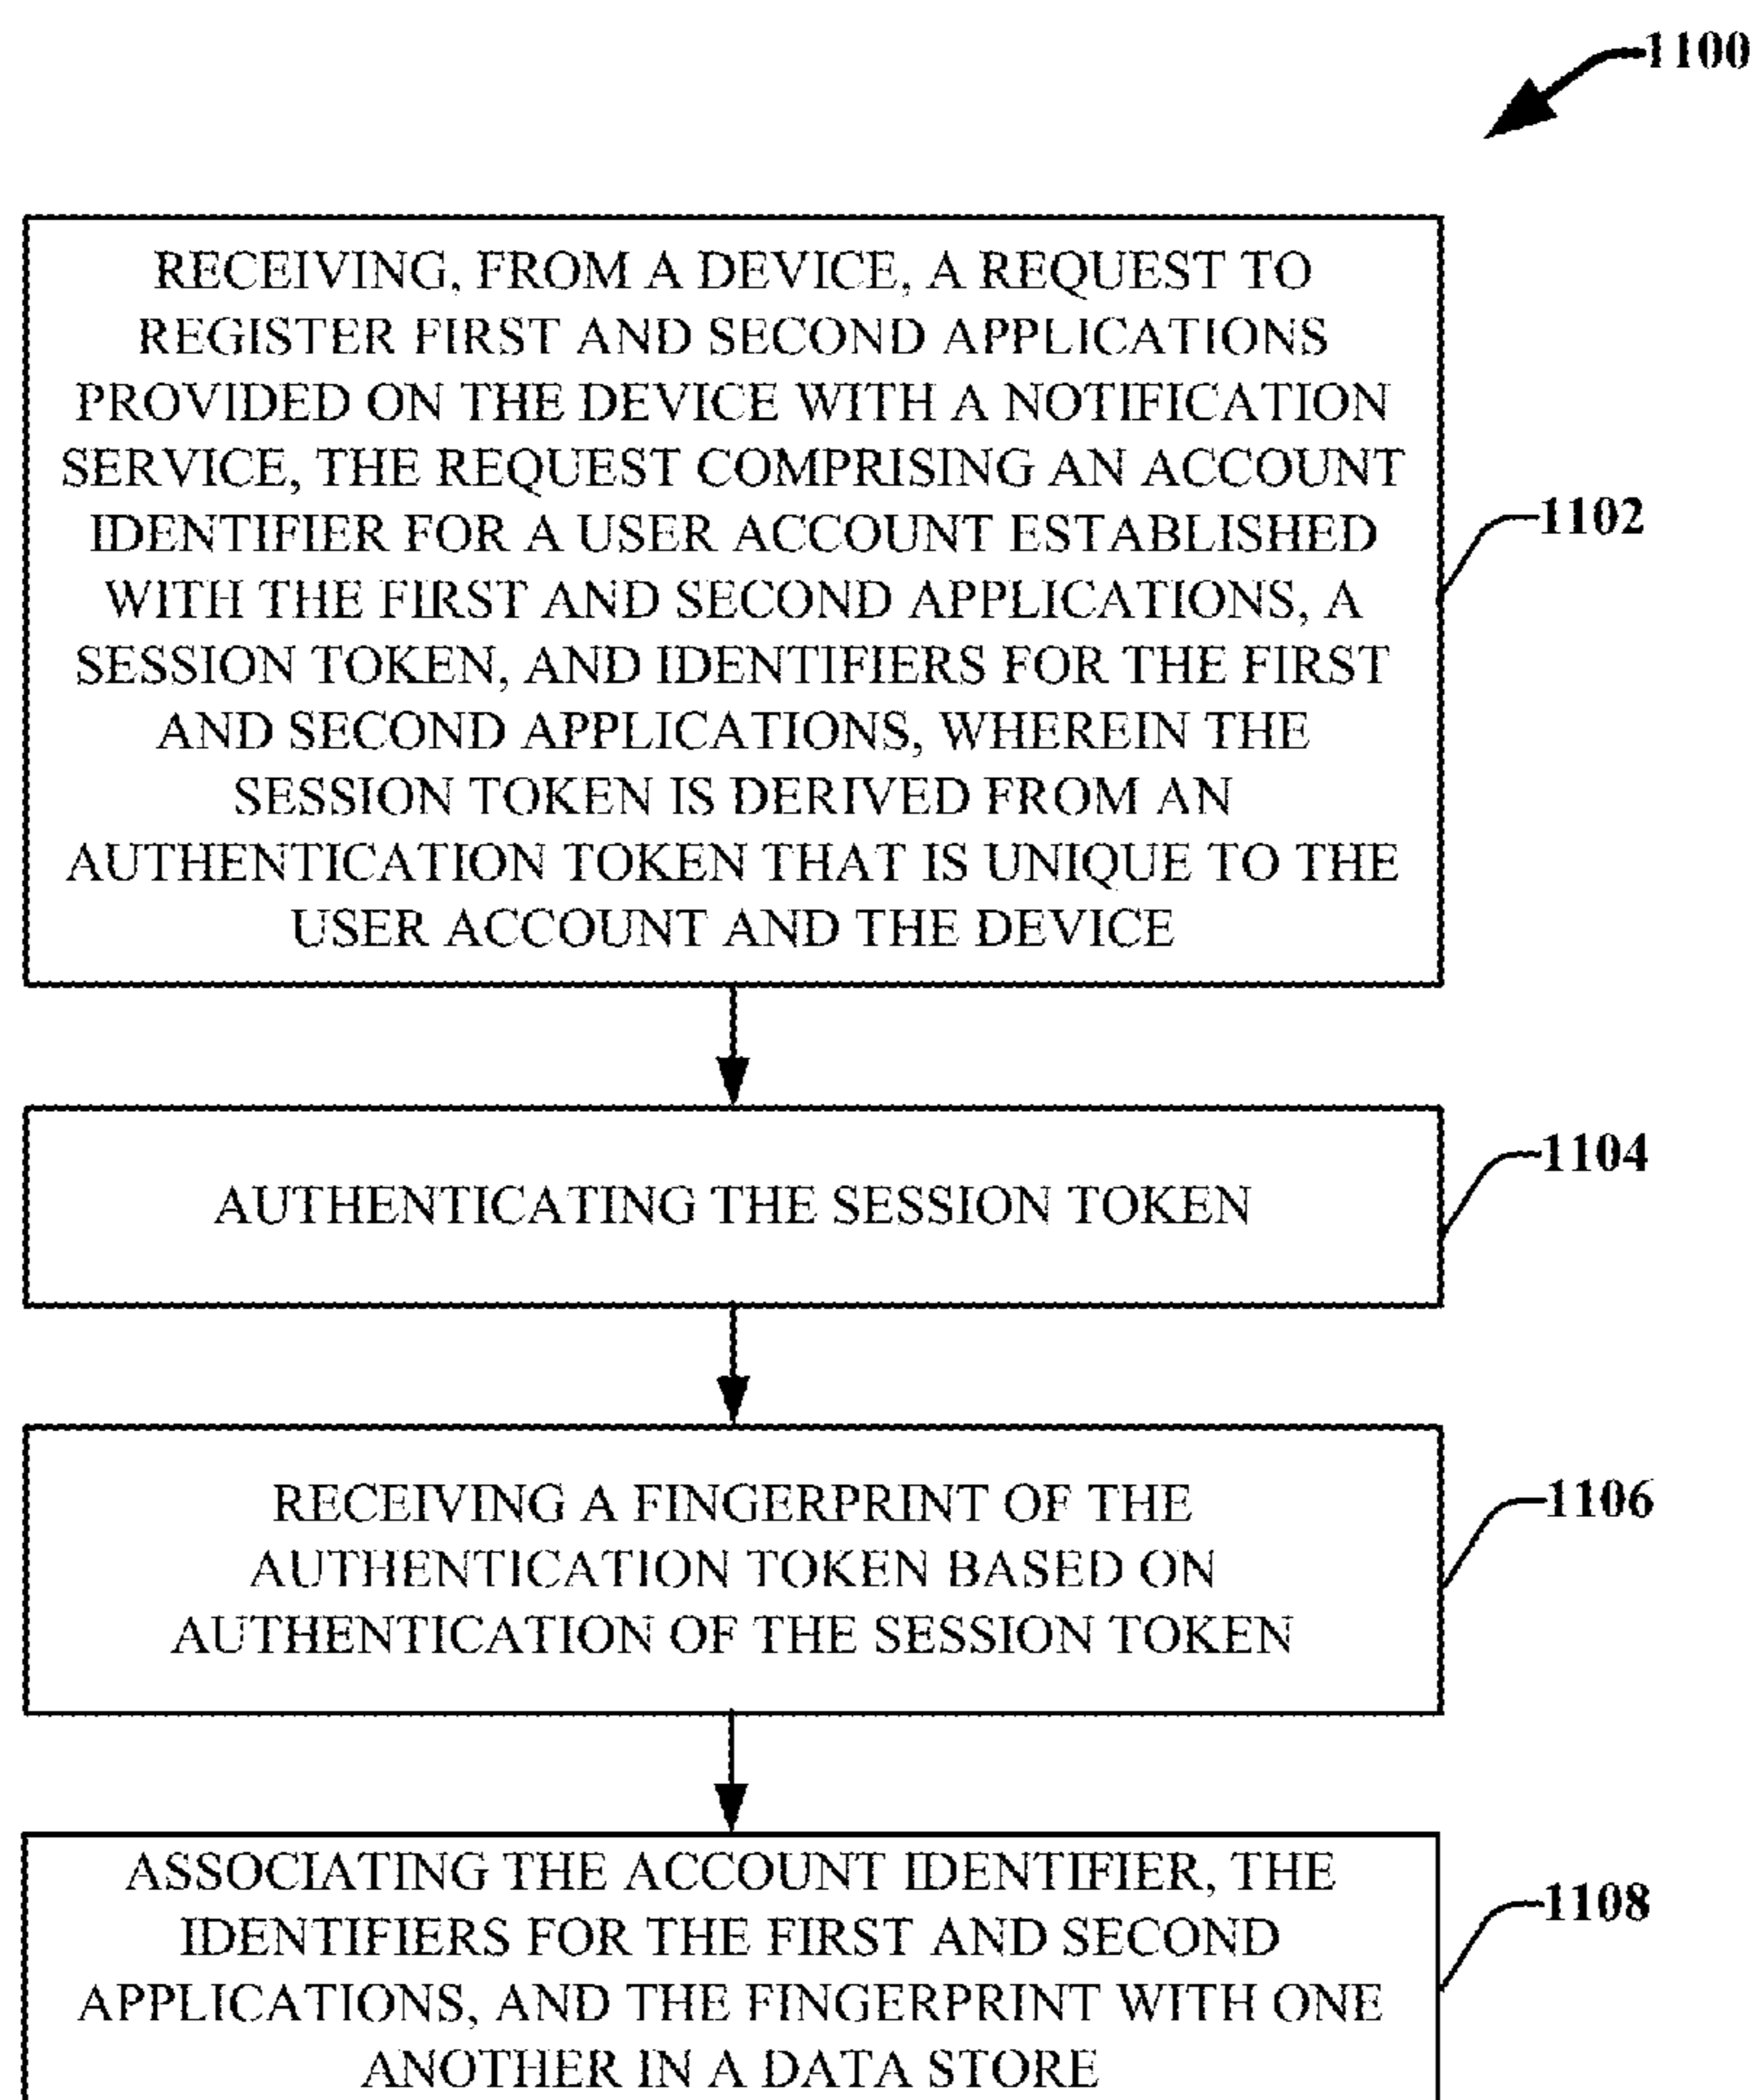 1100
RECEIVING, FROM A DEVICE, A REQUEST TO
REGISTER FIRST AND SECOND APPLICATIONS
PROVIDED ON THE DEVICE WITH A NOTIFICATION
SERVICE, THE REQUEST COMPRISING AN ACCOUNT
IDENTIFIER FOR A USER ACCOUNT ESTABLISHED
WITH THE FIRST AND SECOND APPLICATIONS, A
SESSION TOKEN, AND IDENTIFIERS FOR THE FIRST
AND SECOND APPLICATIONS, WHEREIN THE
SESSION TOKEN IS DERIVED FROM AN
AUTHENTICATION TOKEN THAT IS UNIQUE TO THE
USER ACCOUNT AND THE DEVICE
1102
AUTHENTICATING THE SESSION TOKEN
1104
RECEIVING A FINGERPRINT OF THE
AUTHENTICATION TOKEN BASED ON
AUTHENTICATION OF THE SESSION TOKEN
1106
ASSOCIATING THE ACCOUNT IDENTIFIER, THE
IDENTIFIERS FOR THE FIRST AND SECOND
APPLICATIONS, AND THE FINGERPRINT WITH ONE
ANOTHER IN A DATA STORE
1108